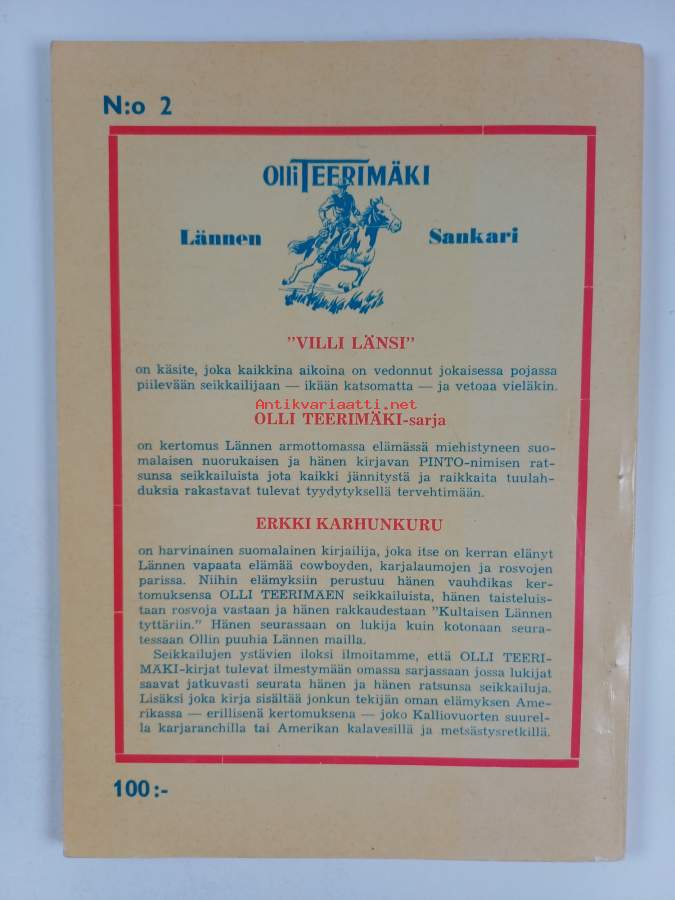 N:o 2
Olli TEERIMÄKI
Lännen Sankari
"VILLI LÄNSI"
on käsite, joka kaikkina aikoina on vedonnut jokaisessa pojassa
piilevään seikkailijaan — ikään katsomatta — ja vetoaa vieläkin.
Antikvariaatti.net
OLLI TEERIMÄKI-sarja
on kertomus Lännen armottomassa elämässä miehistyneen suo-
malaisen nuorukaisen ja hänen kirjavan PINTO-nimisen rat-
sunsa seikkailuista jota kaikki jännitystä ja raikkaita tuulah-
duksia rakastavat tulevat tyydytyksellä tervehtimään.
ERKKI KARHUNKURU
on harvinainen suomalainen kirjailija, joka itse on kerran elänyt
Lännen vapaata elämää cowboyden, karjalaumojen ja rosvojen
parissa. Niihin elämyksiin perustuu hänen vauhdikas ker-
tomuksensa OLLI TEERIMÄEN seikkailuista, hänen taisteluis-
taan rosvoja vastaan ja hänen rakkaudestaan "Kultaisen Lännen
tyttäriin." Hänen seurassaan on lukija kuin kotonaan seura-
tessaan Ollin puuhia Lännen mailla.
Seikkailujen ystävien iloksi ilmoitamme, että OLLI TEERI-
MÄKI-kirjat tulevat ilmestymään omassa sarjassaan jossa lukijat
saavat jatkuvasti seurata hänen ja hänen ratsunsa seikkailuja.
Lisäksi joka kirja sisältää jonkun tekijän oman elämyksen Ame-
rikassa — erillisenä kertomuksena — joko Kalliovuorten suurel-
la karjaranchilla tai Amerikan kalavesillä ja metsästysretkillä.
100:-